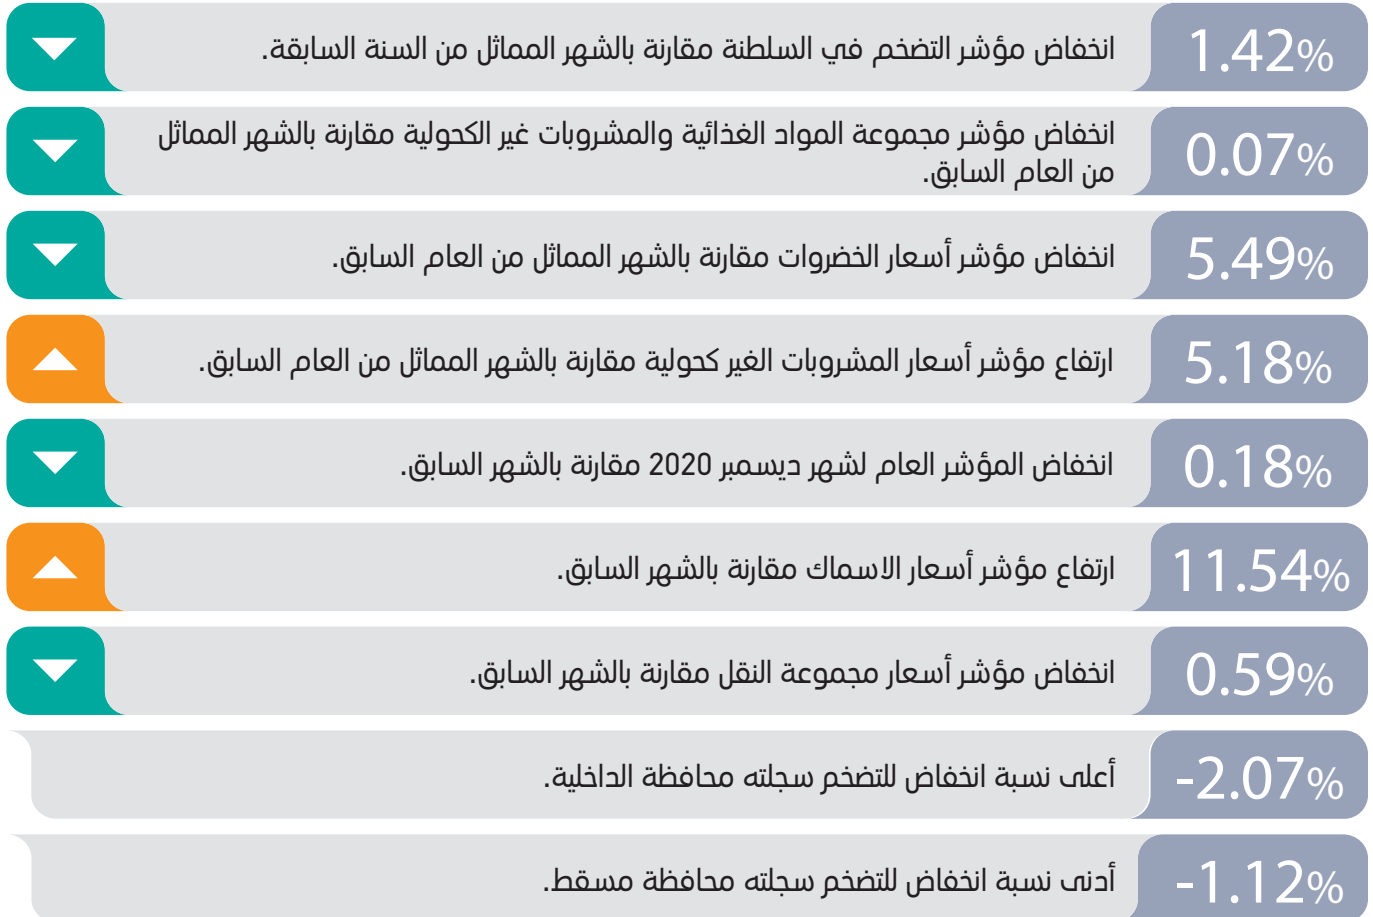 1.42%
انخفاض مؤشر التضخم في السلطنة مقارنة بالشهر المماثل من السنة السابقة.
0.07%
انخفاض مؤشر مجموعة المواد الغذائية والمشروبات غير الكحولية مقارنة بالشهر المماثل
من العام السابق.
5.49%
انخفاض مؤشر أسعار الخضروات مقارنة بالشهر المماثل من العام السابق.
5.18%
ارتفاع مؤشر أسعار المشروبات الغير كحولية مقارنة بالشهر المماثل من العام السابق.
0.18%
انخفاض المؤشر العام لشهر ديسمبر 2020 مقارنة بالشهر السابق.
11.54%
ارتفاع مؤشر أسعار الاسماك مقارنة بالشهر السابق.
0.59%
انخفاض مؤشر أسعار مجموعة النقل مقارنة بالشهر السابق.
-2.07%
أعلى نسبة انخفاض للتضخم سجلته محافظة الداخلية.
-1.12%
أدنى نسبة انخفاض للتضخم سجلته محافظة مسقط.